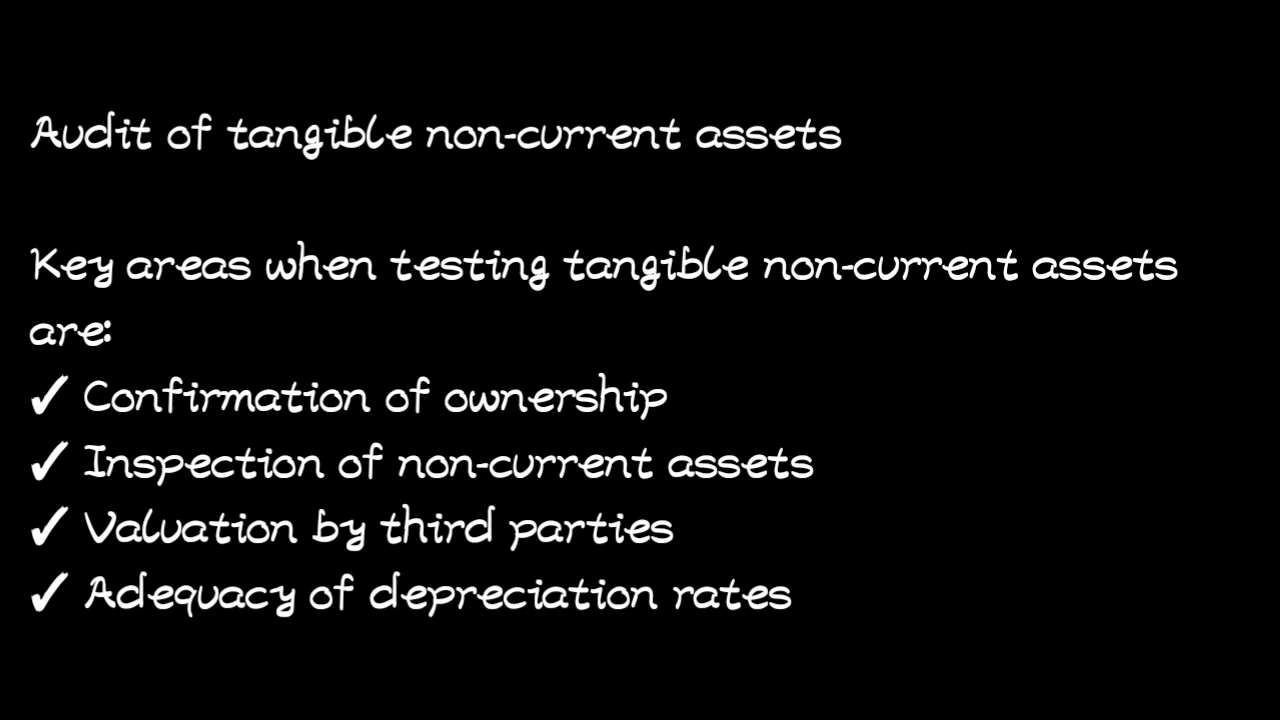 Audit of tangible non-current assets
Key areas when testing tangible non-current assets
are:
✓ Confirmation of ownership
✓ Inspection of non-current assets
✓ Valuation by third parties
✓ Adequacy of depreciation rates